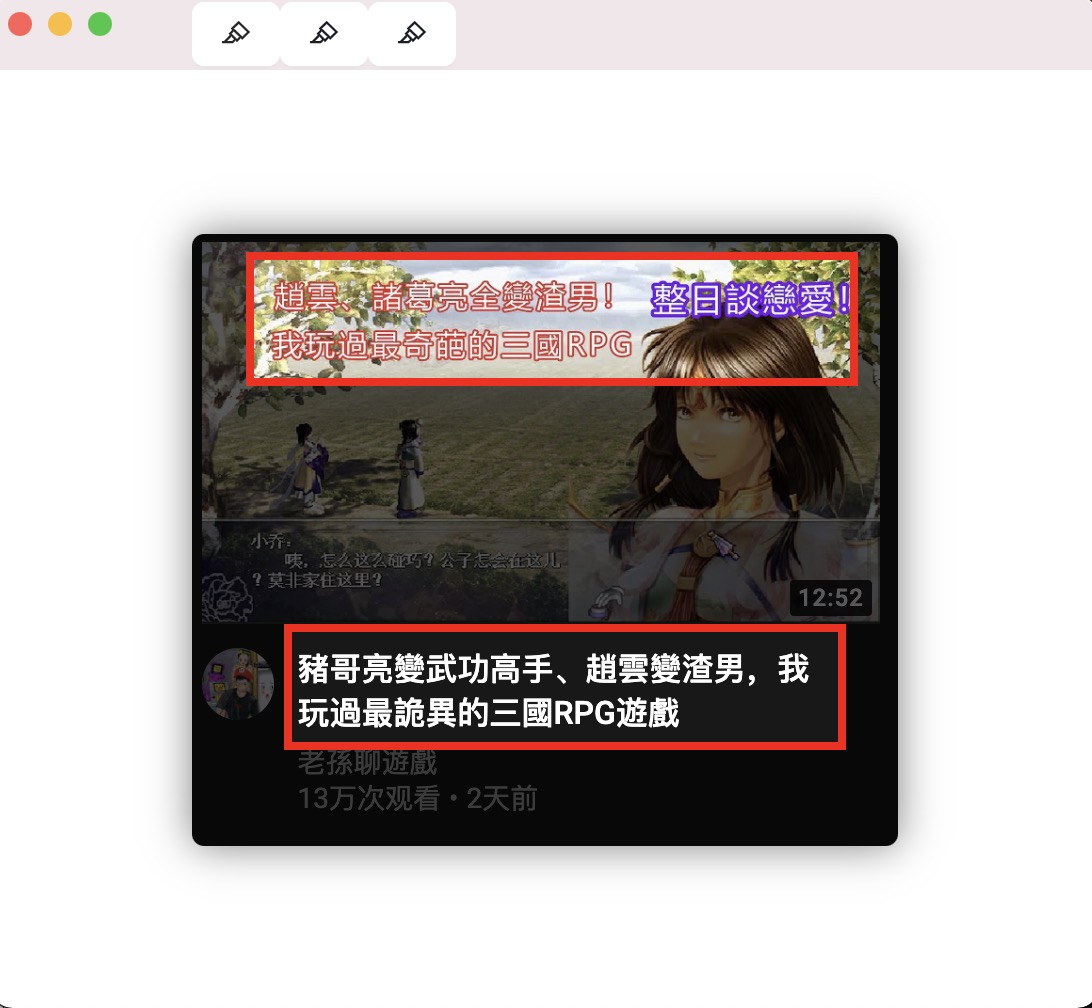 趙雲、諸葛亮全變渣男！ 整日談戀愛！
我玩過最奇葩的三國RPG
小乔：
咦，怎么这么碰巧？公子怎会在这儿
？莫非家住这里？
12:52
豬哥亮變武功高手、趙雲變渣男，我
玩過最詭異的三國RPG遊戲
老孫聊遊戲
13万次观看 • 2天前